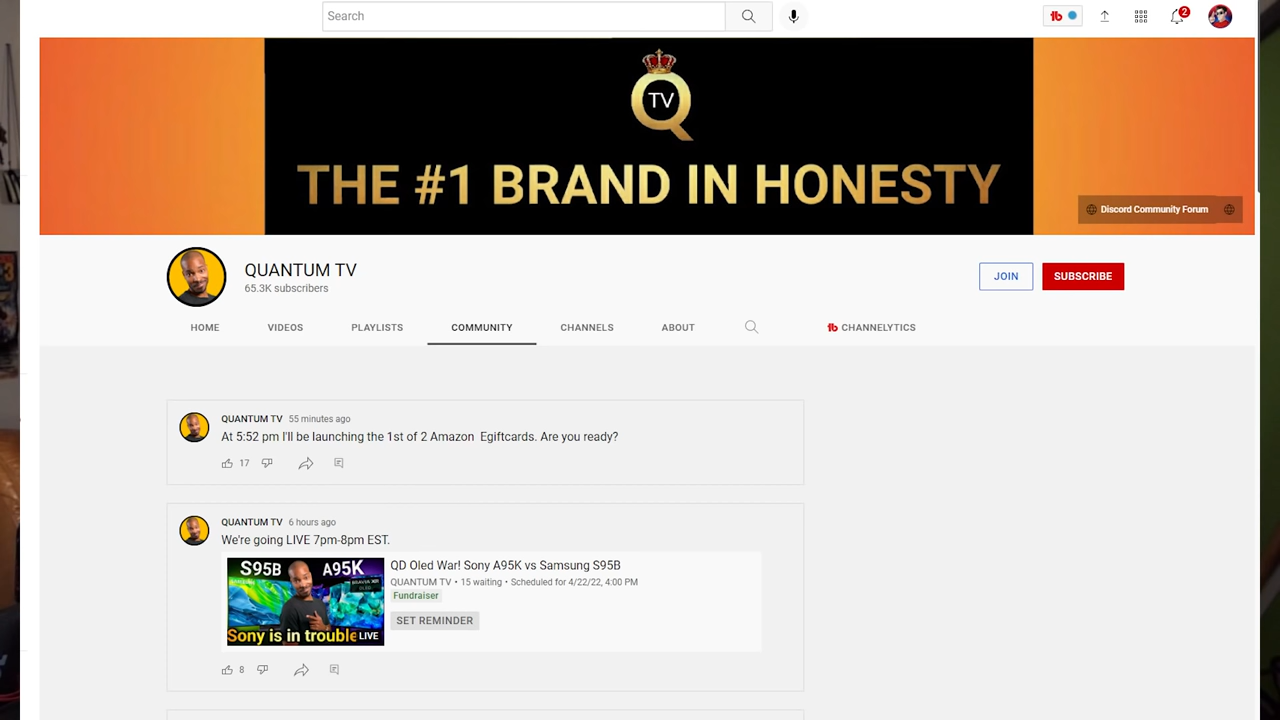 Search
2
TV
THE #1 BRAND IN HONESTY
Discord Community Forum
QUANTUM TV
65.3K subscribers
JOIN
SUBSCRIBE
HOME
VIDEOS
PLAYLISTS
COMMUNITY
CHANNELS
ABOUT
CHANNELYTICS
QUANTUM TV 55 minutes ago
At 5:52 pm I'll be launching the 1st of 2 Amazon Egiftcards. Are you ready?
17
QUANTUM TV 6 hours ago
We're going LIVE 7pm-8pm EST.
S95B A95K
BRAVIA XR
Sony is in trouble
LIVE
QD Oled War! Sony A95K vs Samsung S95B
QUANTUM TV • 15 waiting • Scheduled for 4/22/22, 4:00 PM
Fundraiser
SET REMINDER
8